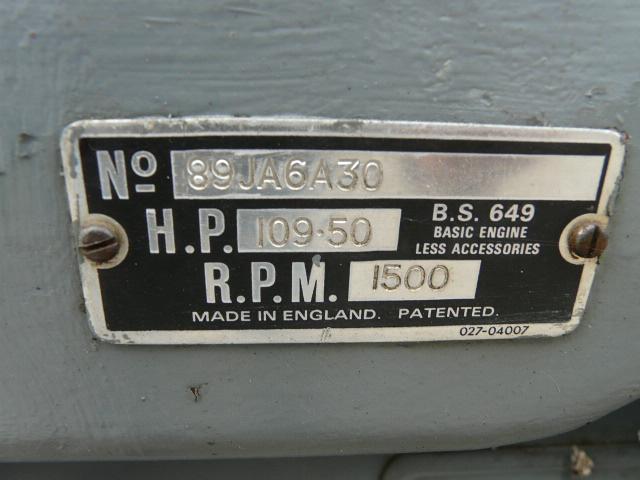 No 89JA6A30
H.P. 109·50
B.S. 649
BASIC ENGINE
LESS ACCESSORIES
R.P.M. 1500
MADE IN ENGLAND. PATENTED.
027-04007